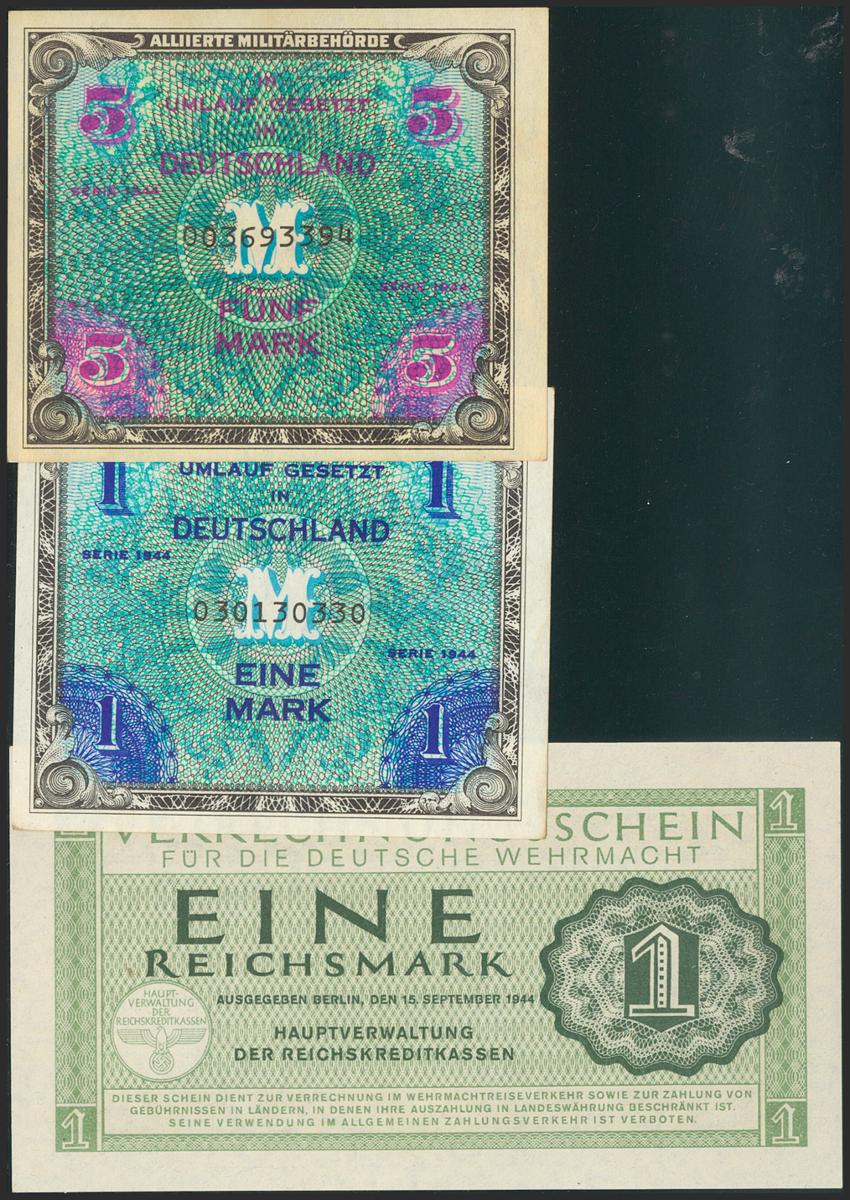 ALLIIERTE MILITÄRBEHÖRDE
IN
5 UMLAUF GESETZT 5
IN
DEUTSCHLAND
SERIE 1944
M
003693394
SERIE 1944
FÜNF
MARK
5 5
1 UMLAUF GESETZT 1
IN
DEUTSCHLAND
SERIE 1944
M
030130330
SERIE 1944
EINE
MARK
1 1
SCHEIN 1
FÜR DIE DEUTSCHE WEHRMACHT
EINE
REICHSMARK
1
AUSGEGEBEN BERLIN, DEN 15. SEPTEMBER 1944
HAUPT-
VERWALTUNG
DER
REICHSKREDITKASSEN
HAUPTVERWALTUNG
DER REICHSKREDITKASSEN
DIESER SCHEIN DIENT ZUR VERRECHNUNG IM WEHRMACHTREISEVERKEHR SOWIE ZUR ZAHLUNG VON
GEBÜHRNISSEN IN LÄNDERN, IN DENEN IHRE AUSZAHLUNG IN LANDESWÄHRUNG BESCHRÄNKT IST.
SEINE VERWENDUNG IM ALLGEMEINEN ZAHLUNGSVERKEHR IST VERBOTEN.
1 1